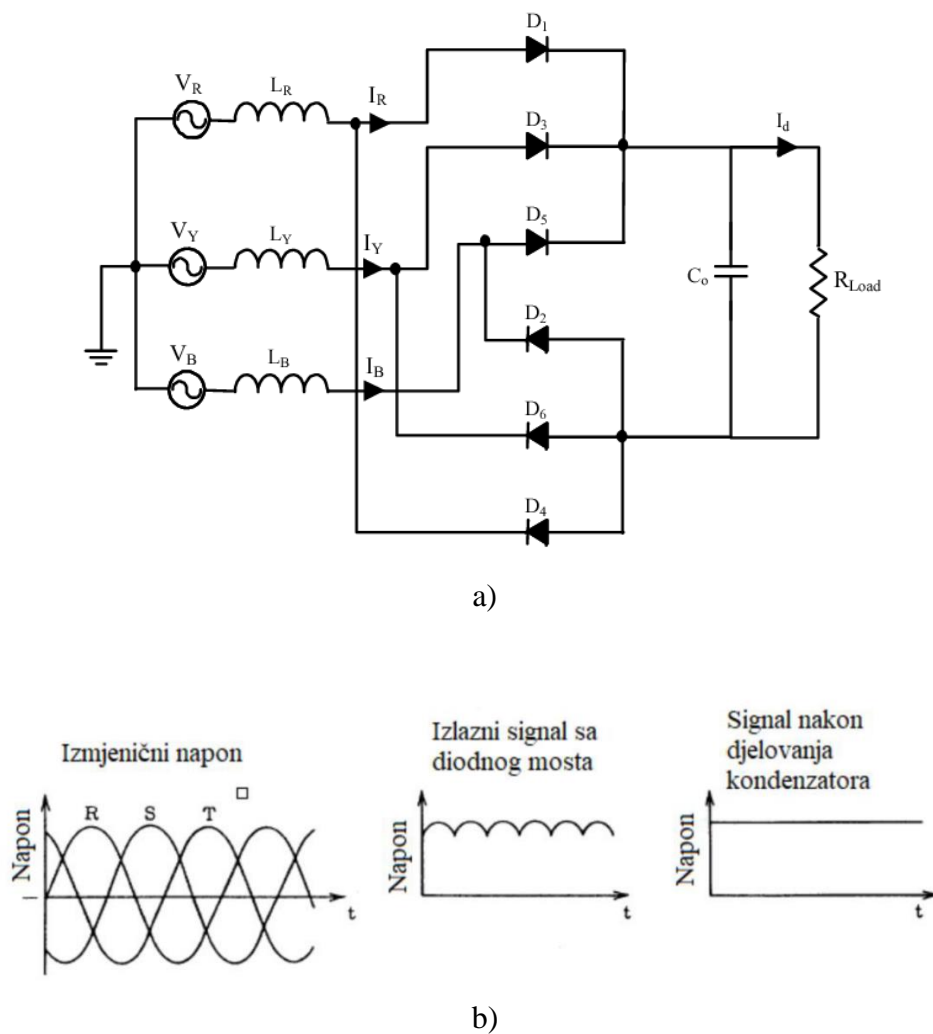 D1
VR
LR
IR
D3
Id
D5
VY
LY
IY
Co
RLoad
D2
VB
LB
IB
D6
D4
a)
Izmjenični napon
Izlazni signal sa
diodnog mosta
Signal nakon
djelovanja
kondenzatora
R S T
Napon
t
Napon
t
Napon
t
b)